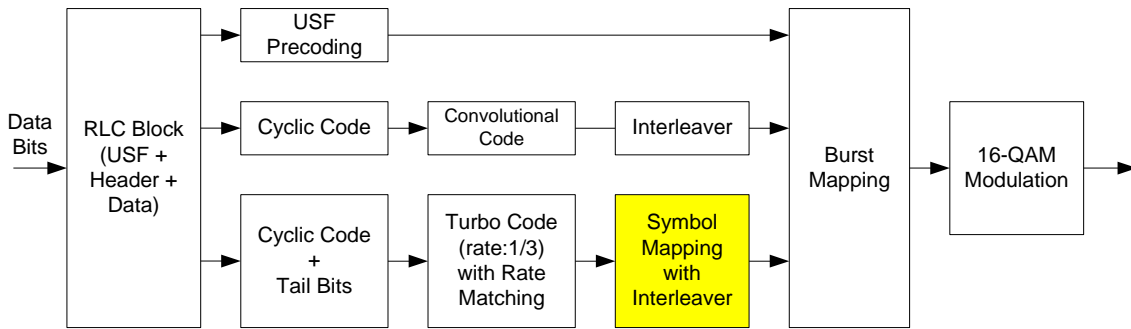 Data
Bits
RLC Block
(USF +
Header +
Data)
USF
Precoding
Cyclic Code
Convolutional
Code
Interleaver
Cyclic Code
+
Tail Bits
Turbo Code
(rate:1/3)
with Rate
Matching
Symbol
Mapping
with
Interleaver
Burst
Mapping
16-QAM
Modulation